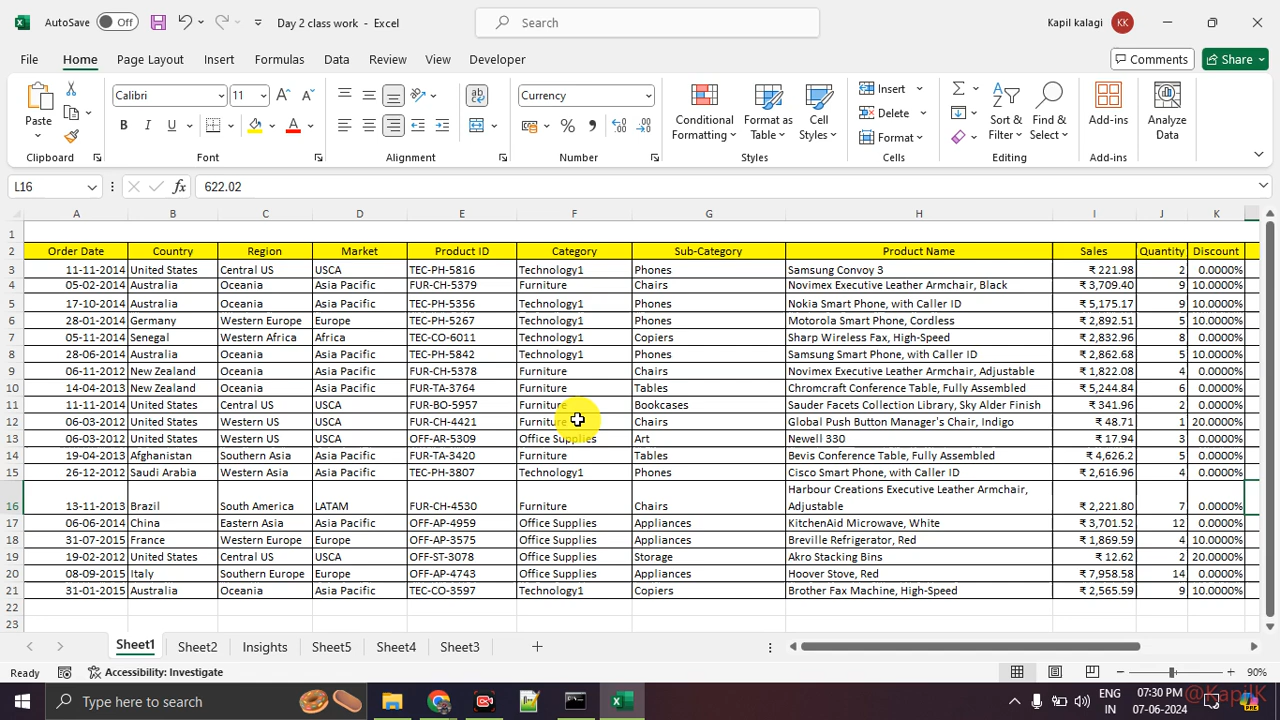 AutoSave Off Day 2 class work - Excel Search Kapil kalagi KK
File Home Page Layout Insert Formulas Data Review View Developer Comments Share
Paste Calibri 11 B I U A Currency % Conditional Formatting Format as Table Cell Styles Insert Delete Format Sort & Filter Find & Select Add-ins Analyze Data
Clipboard Font Alignment Number Styles Cells Editing Add-ins
L16 fx 622.02
A B C D E F G H I J K
1
2 Order Date Country Region Market Product ID Category Sub-Category Product Name Sales Quantity Discount
3 11-11-2014 United States Central US USCA TEC-PH-5816 Technology1 Phones Samsung Convoy 3 ₹ 221.98 2 0.0000%
4 05-02-2014 Australia Oceania Asia Pacific FUR-CH-5379 Furniture Chairs Novimex Executive Leather Armchair, Black ₹ 3,709.40 9 10.0000%
5 17-10-2014 Australia Oceania Asia Pacific TEC-PH-5356 Technology1 Phones Nokia Smart Phone, with Caller ID ₹ 5,175.17 9 10.0000%
6 28-01-2014 Germany Western Europe Europe TEC-PH-5267 Technology1 Phones Motorola Smart Phone, Cordless ₹ 2,892.51 5 10.0000%
7 05-11-2014 Senegal Western Africa Africa TEC-CO-6011 Technology1 Copiers Sharp Wireless Fax, High-Speed ₹ 2,832.96 8 0.0000%
8 28-06-2014 Australia Oceania Asia Pacific TEC-PH-5842 Technology1 Phones Samsung Smart Phone, with Caller ID ₹ 2,862.68 5 10.0000%
9 06-11-2012 New Zealand Oceania Asia Pacific FUR-CH-5378 Furniture Chairs Novimex Executive Leather Armchair, Adjustable ₹ 1,822.08 4 0.0000%
10 14-04-2013 New Zealand Oceania Asia Pacific FUR-TA-3764 Furniture Tables Chromcraft Conference Table, Fully Assembled ₹ 5,244.84 6 0.0000%
11 11-11-2014 United States Central US USCA FUR-BO-5957 Furniture Bookcases Sauder Facets Collection Library, Sky Alder Finish ₹ 341.96 2 0.0000%
12 06-03-2012 United States Western US USCA FUR-CH-4421 Furniture Chairs Global Push Button Manager's Chair, Indigo ₹ 48.71 1 20.0000%
13 06-03-2012 United States Western US USCA OFF-AR-5309 Office Supplies Art Newell 330 ₹ 17.94 3 0.0000%
14 19-04-2013 Afghanistan Southern Asia Asia Pacific FUR-TA-3420 Furniture Tables Bevis Conference Table, Fully Assembled ₹ 4,626.2 5 0.0000%
15 26-12-2012 Saudi Arabia Western Asia Asia Pacific TEC-PH-3807 Technology1 Phones Cisco Smart Phone, with Caller ID ₹ 2,616.96 4 0.0000%
Harbour Creations Executive Leather Armchair,
16 13-11-2013 Brazil South America LATAM FUR-CH-4530 Furniture Chairs Adjustable ₹ 2,221.80 7 0.0000%
17 06-06-2014 China Eastern Asia Asia Pacific OFF-AP-4959 Office Supplies Appliances KitchenAid Microwave, White ₹ 3,701.52 12 0.0000%
18 31-07-2015 France Western Europe Europe OFF-AP-3575 Office Supplies Appliances Breville Refrigerator, Red ₹ 1,869.59 4 10.0000%
19 19-02-2012 United States Central US USCA OFF-ST-3078 Office Supplies Storage Akro Stacking Bins ₹ 12.62 2 20.0000%
20 08-09-2015 Italy Southern Europe Europe OFF-AP-4743 Office Supplies Appliances Hoover Stove, Red ₹ 7,958.58 14 0.0000%
21 31-01-2015 Australia Oceania Asia Pacific TEC-CO-3597 Technology1 Copiers Brother Fax Machine, High-Speed ₹ 2,565.59 9 10.0000%
22
23
Sheet1 Sheet2 Insights Sheet5 Sheet4 Sheet3
Ready Accessibility: Investigate 90%
Type here to search ENG IN 07:30 PM 07-06-2024 @KapilK